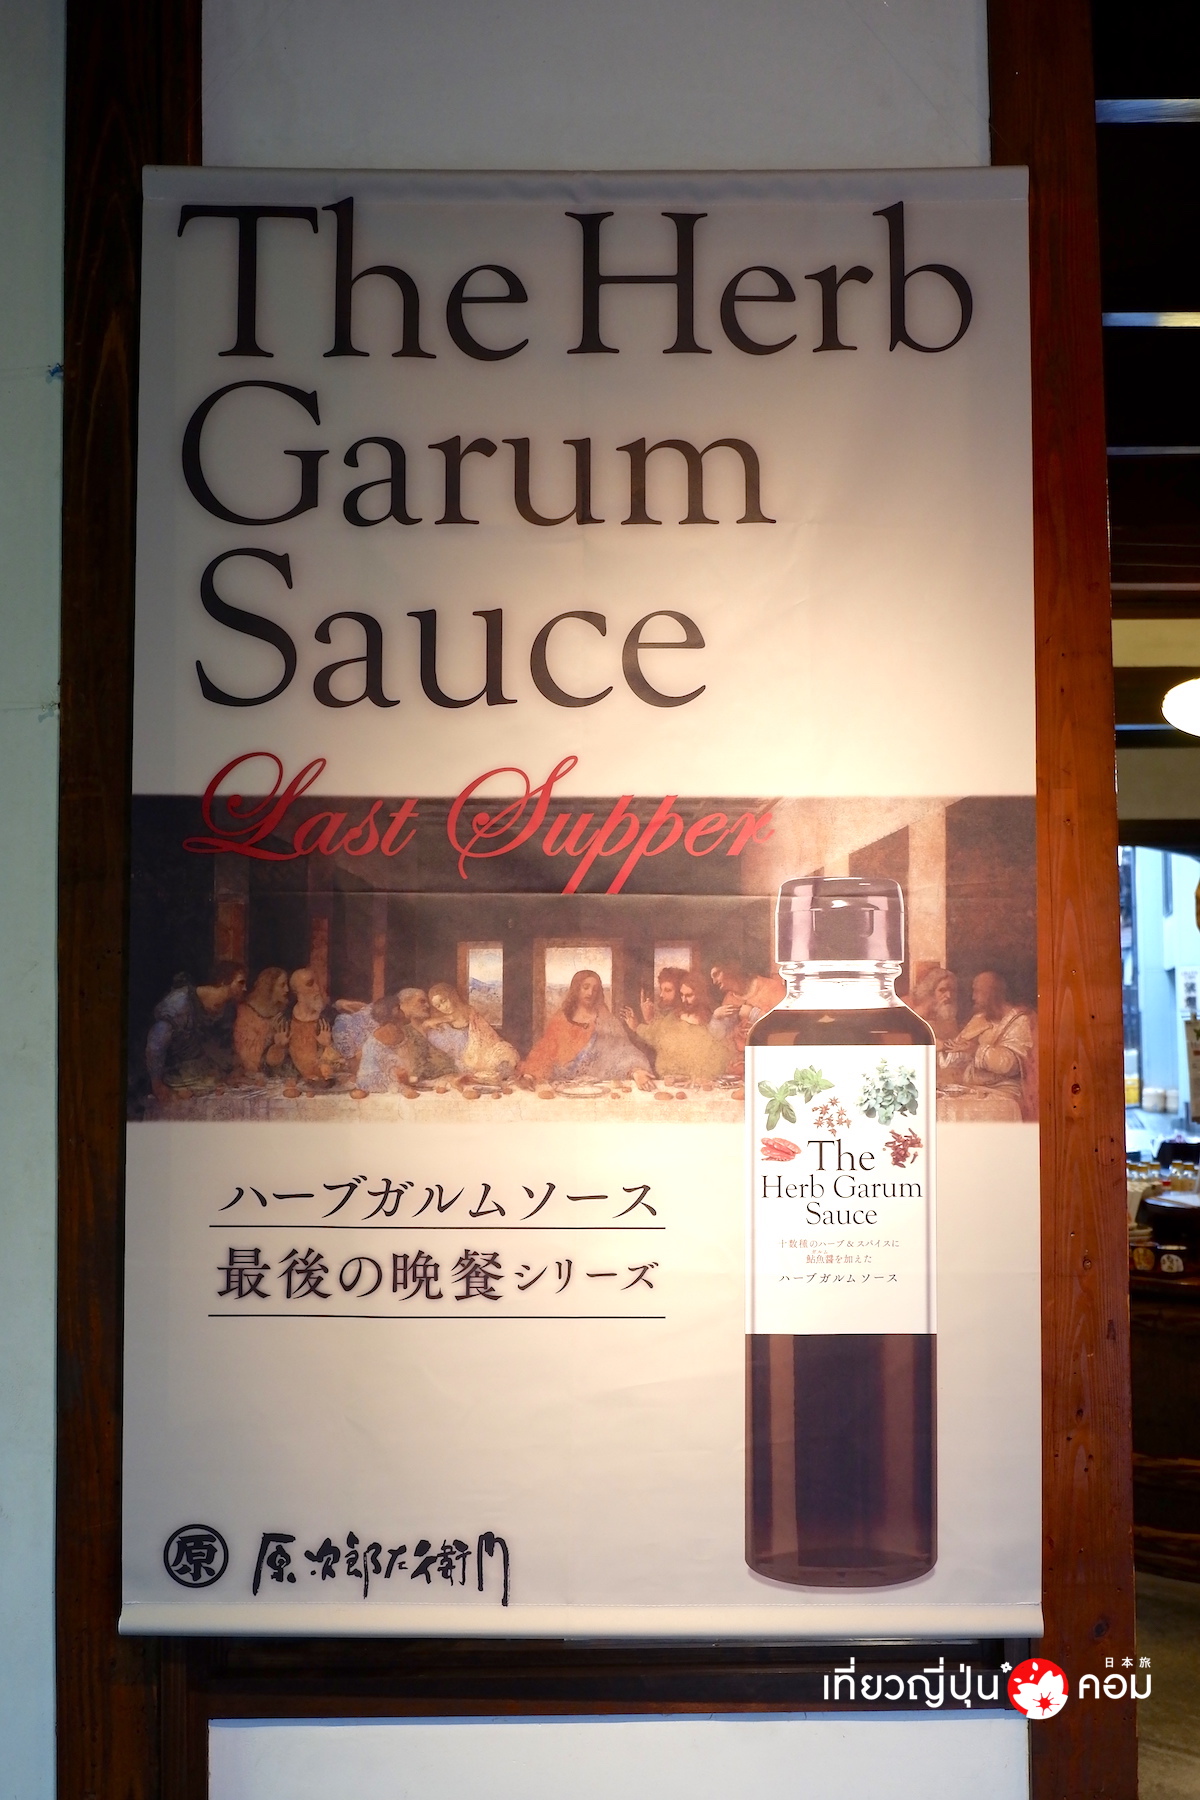 The Herb
Garum
Sauce
Last Supper
The
Herb Garum
Sauce
十数種のハーブ&スパイスに
鮎魚醤を加えた
ハーブガルムソース
ハーブガルムソース
最後の晩餐シリーズ
原 原次郎左衛門
日本旅
เที่ยวญี่ปุ่น คอม